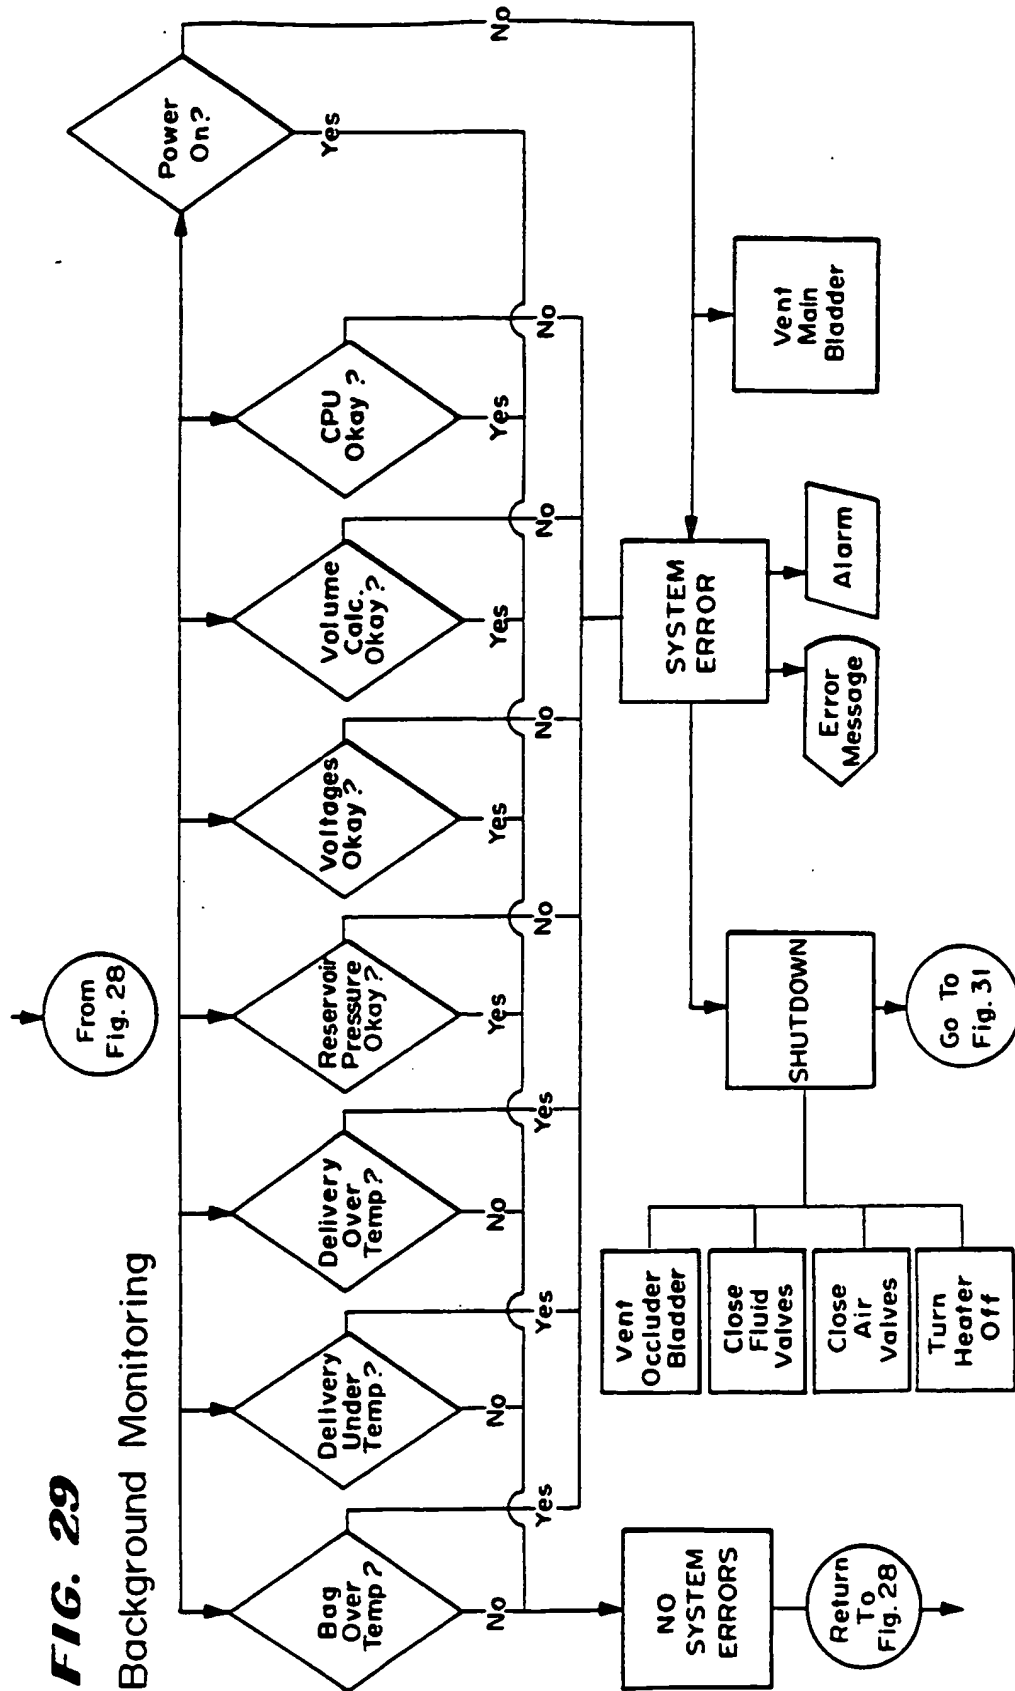 FIG. 29
Background Monitoring
From
Fig. 28
Bag
Over
Temp?
Delivery
Under
Temp?
Delivery
Over
Temp?
Reservoir
Pressure
Okay?
Voltages
Okay?
Volume
Calc.
Okay?
CPU
Okay?
Power
On?
No
Yes
No
Yes
No
Yes
Yes
No
Yes
No
Yes
No
Yes
No
Yes
No
NO
SYSTEM
ERRORS
Return
To
Fig. 28
Vent
Occluder
Bladder
Close
Fluid
Valves
Close
Air
Valves
Turn
Heater
Off
SHUTDOWN
Go To
Fig. 31
SYSTEM
ERROR
Error
Message
Alarm
Vent
Main
Bladder